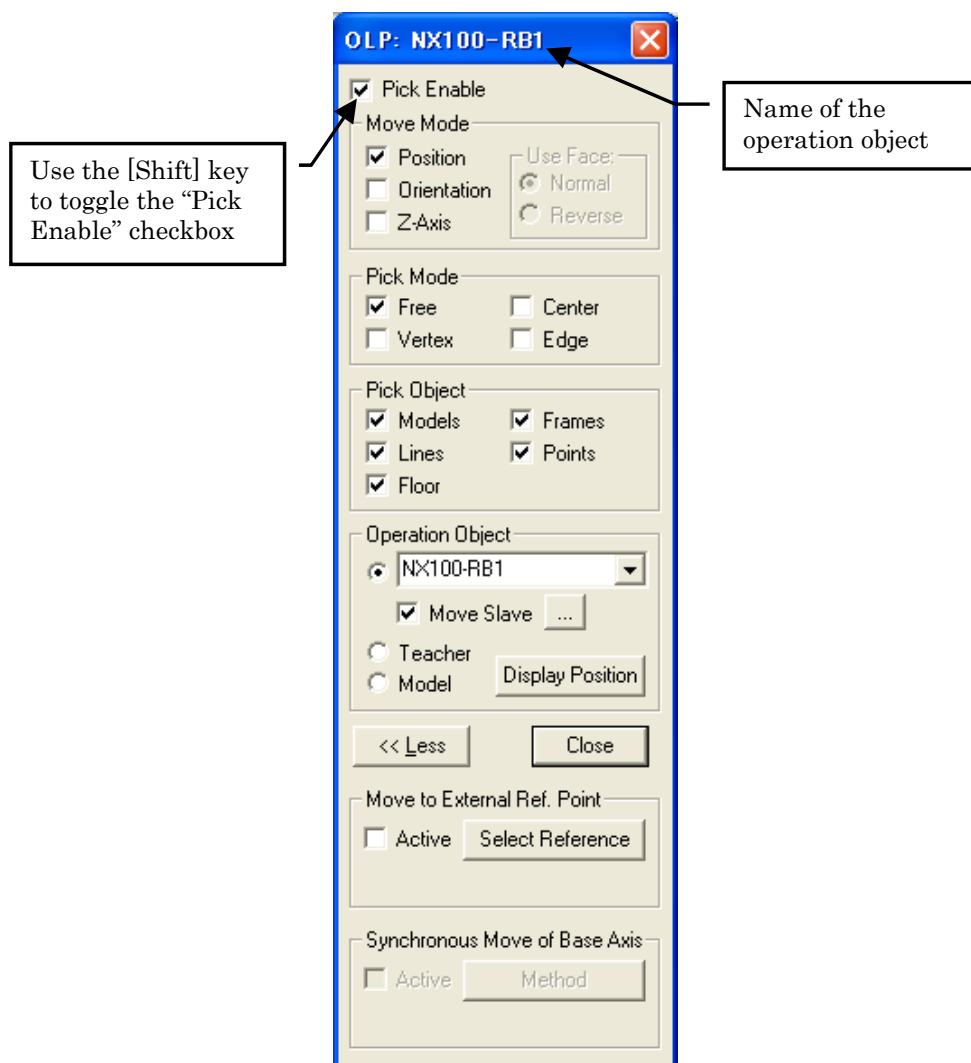 OLP: NX100-RB1
Pick Enable
Name of the
operation object
Use the [Shift] key
to toggle the “Pick
Enable” checkbox
Move Mode
Position
Orientation
Z-Axis
Use Face:
Normal
Reverse
Pick Mode
Free
Center
Vertex
Edge
Pick Object
Models
Frames
Lines
Points
Floor
Operation Object
NX100-RB1
Move Slave
...
Teacher
Model
Display Position
<< Less
Close
Move to External Ref. Point
Active
Select Reference
Synchronous Move of Base Axis
Active
Method